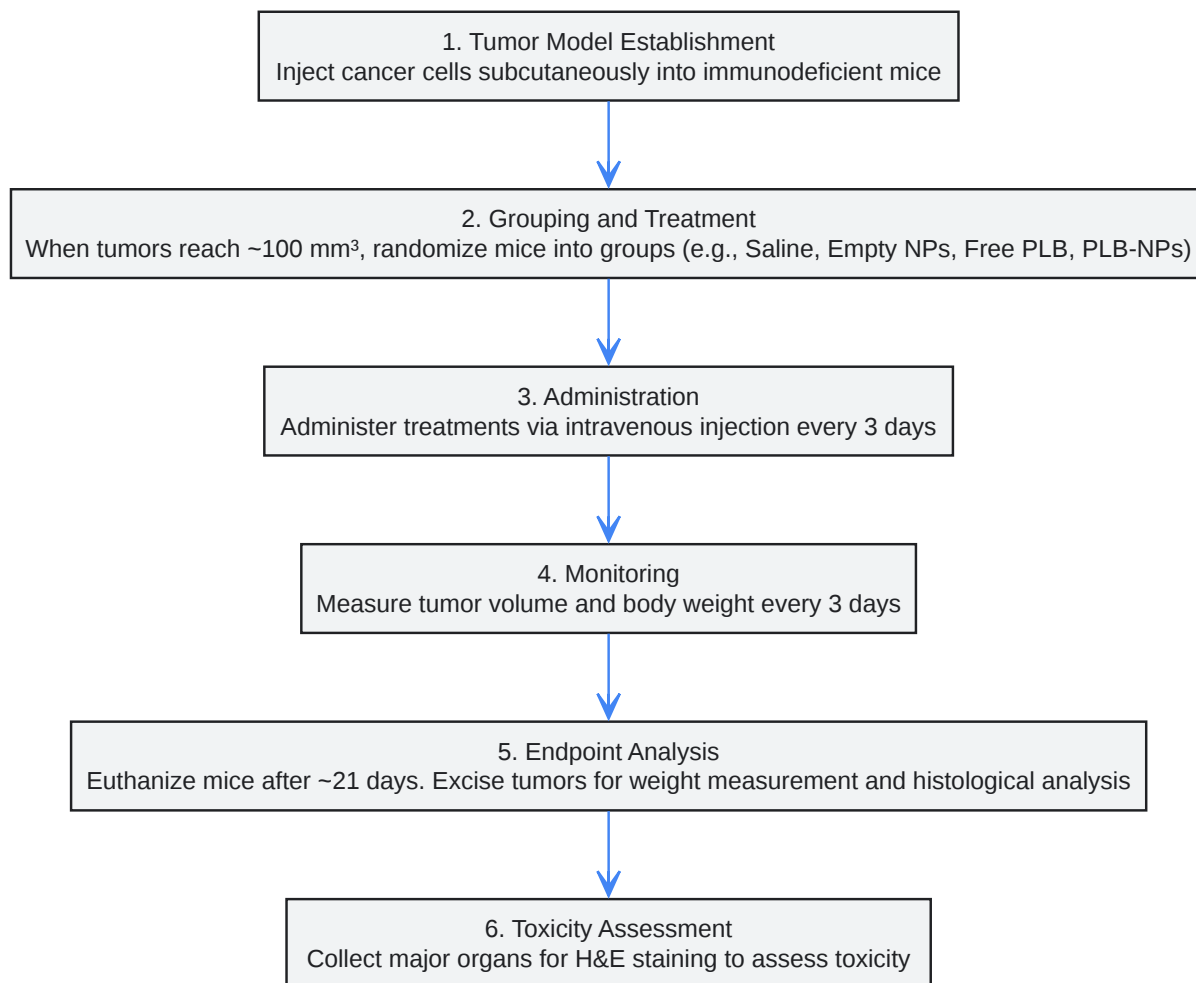 1. Tumor Model Establishment
Inject cancer cells subcutaneously into immunodeficient mice
2. Grouping and Treatment
When tumors reach ~100 mm³, randomize mice into groups (e.g., Saline, Empty NPs, Free PLB, PLB-NPs)
3. Administration
Administer treatments via intravenous injection every 3 days
4. Monitoring
Measure tumor volume and body weight every 3 days
5. Endpoint Analysis
Euthanize mice after ~21 days. Excise tumors for weight measurement and histological analysis
6. Toxicity Assessment
Collect major organs for H&E staining to assess toxicity